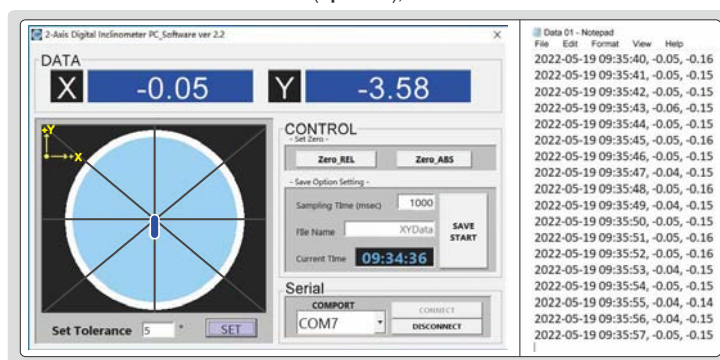 2-Axis Digital Inclinometer PC_Software ver 2.2
DATA
X -0.05 Y -3.58
+Y
+X
Set Tolerance 5 ° SET
CONTROL
- Set Zero -
Zero_REL Zero_ABS
- Save Option Setting -
Sampling Time (msec) 1000
File Name XYData
Current Time 09:34:36
SAVE
START
Serial
COMPORT
COM7
CONNECT
DISCONNECT
Data 01 - Notepad
File Edit Format View Help
2022-05-19 09:35:40, -0.05, -0.16
2022-05-19 09:35:41, -0.05, -0.15
2022-05-19 09:35:42, -0.05, -0.15
2022-05-19 09:35:43, -0.06, -0.15
2022-05-19 09:35:44, -0.05, -0.15
2022-05-19 09:35:45, -0.05, -0.16
2022-05-19 09:35:46, -0.05, -0.15
2022-05-19 09:35:47, -0.04, -0.15
2022-05-19 09:35:48, -0.05, -0.16
2022-05-19 09:35:49, -0.04, -0.15
2022-05-19 09:35:50, -0.05, -0.15
2022-05-19 09:35:51, -0.05, -0.16
2022-05-19 09:35:52, -0.05, -0.16
2022-05-19 09:35:53, -0.04, -0.15
2022-05-19 09:35:54, -0.05, -0.15
2022-05-19 09:35:55, -0.04, -0.14
2022-05-19 09:35:56, -0.04, -0.15
2022-05-19 09:35:57, -0.05, -0.15